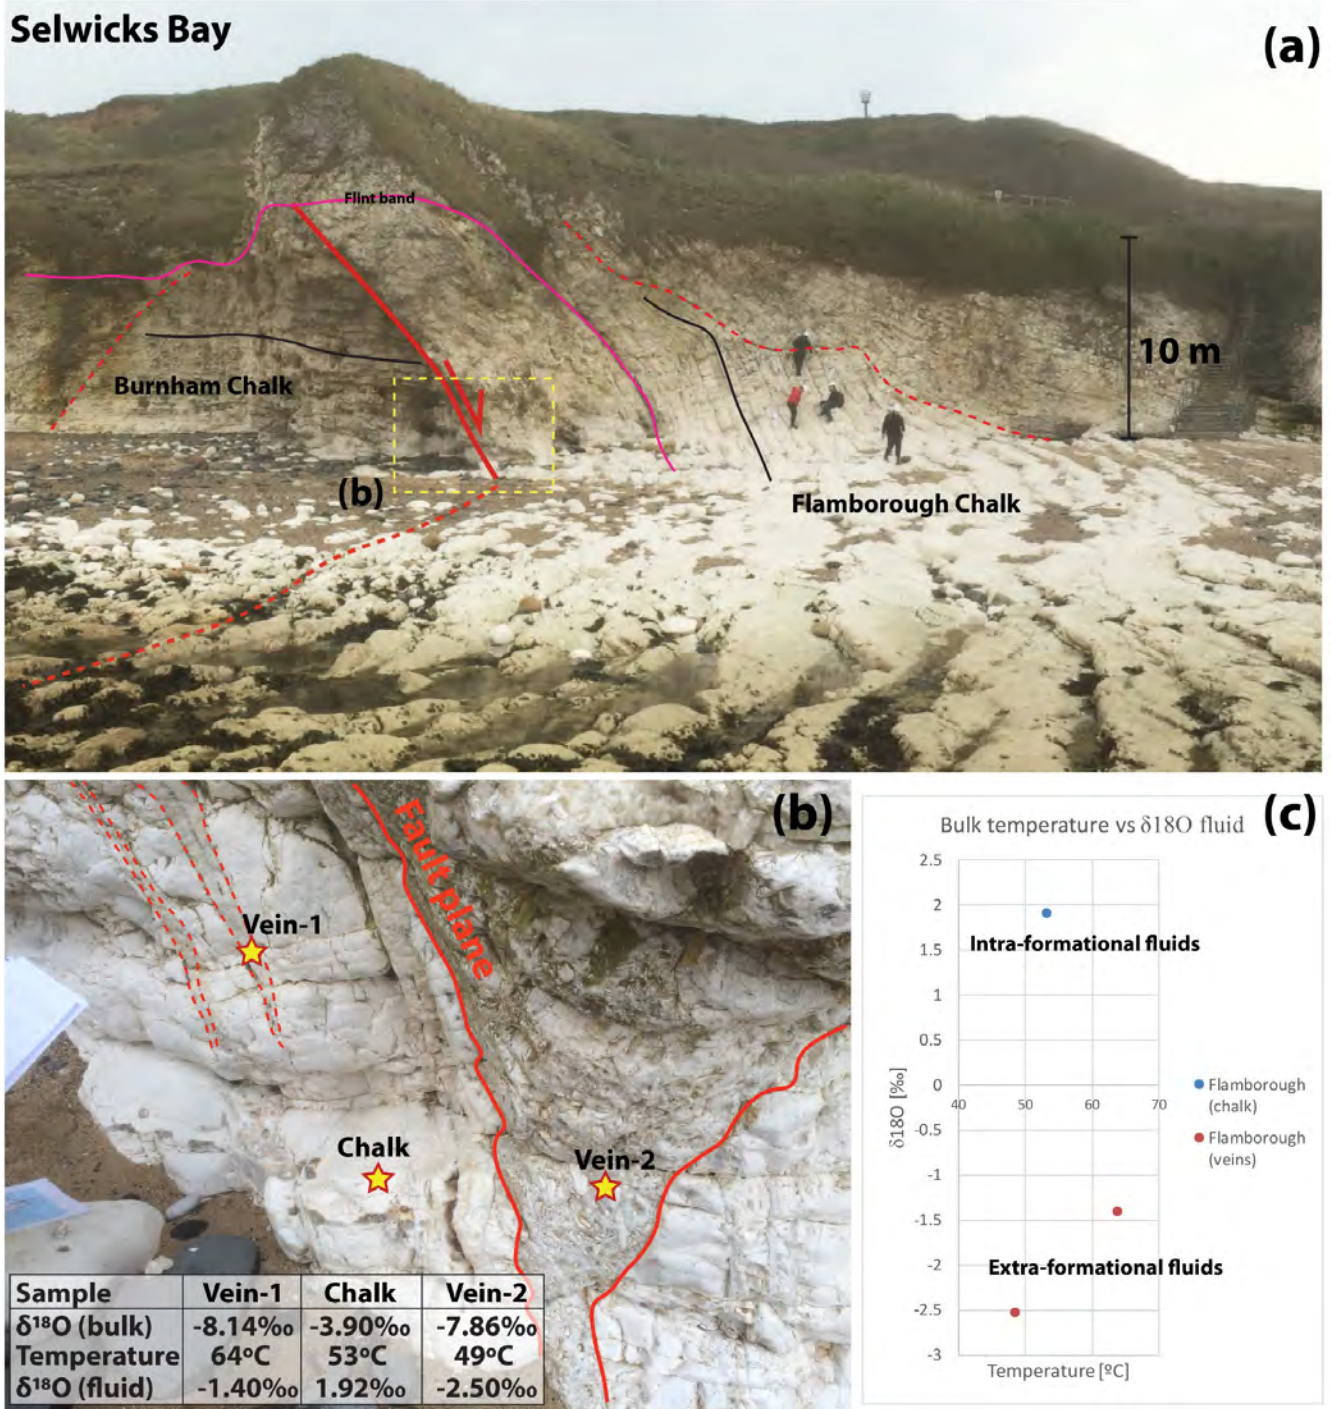 Selwicks Bay
(a)
Flint band
10 m
Burnham Chalk
(b)
Flamborough Chalk
(b)
Fault plane
Vein-1
Chalk
Vein-2
Sample Vein-1 Chalk Vein-2
δ¹⁸O (bulk) -8.14‰ -3.90‰ -7.86‰
Temperature 64ºC 53ºC 49ºC
δ¹⁸O (fluid) -1.40‰ 1.92‰ -2.50‰
(c)
Bulk temperature vs δ18O fluid
2.5
2
1.5
1
0.5
0
-0.5
-1
-1.5
-2
-2.5
-3
40 50 60 70
δ18O [‰]
Temperature [ºC]
Intra-formational fluids
Extra-formational fluids
Flamborough
(chalk)
Flamborough
(veins)